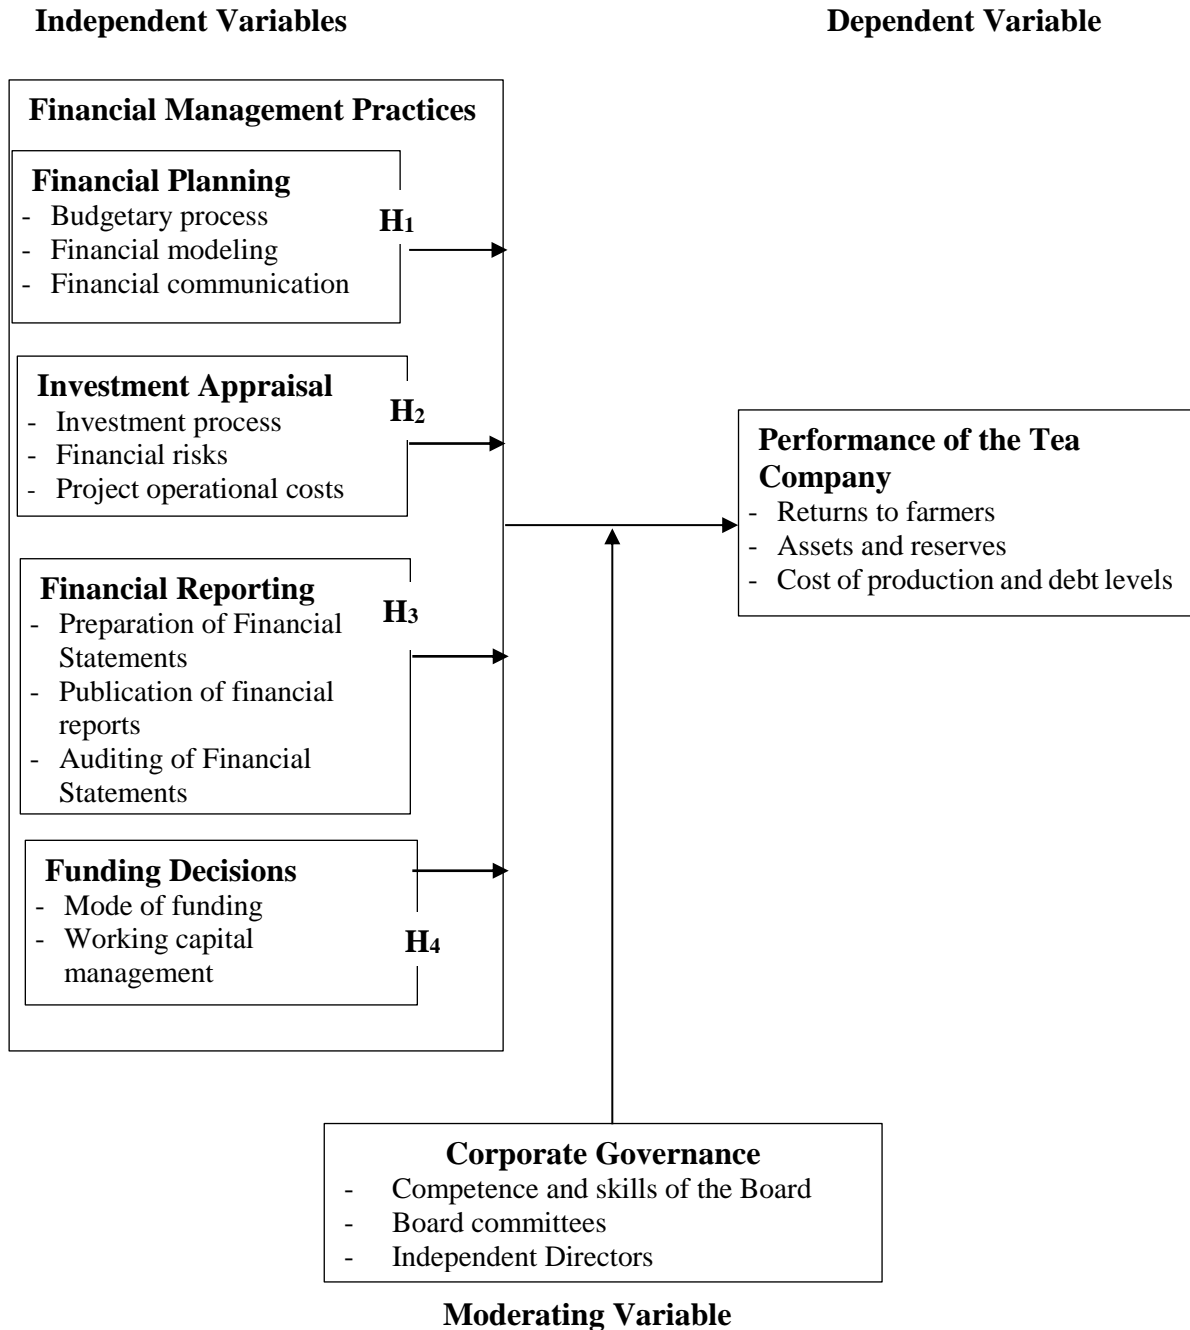 Independent Variables
Dependent Variable
Financial Management Practices
Financial Planning
- Budgetary process
- Financial modeling
- Financial communication
H1
Investment Appraisal
- Investment process
- Financial risks
- Project operational costs
H2
Financial Reporting
- Preparation of Financial
Statements
- Publication of financial
reports
- Auditing of Financial
Statements
H3
Funding Decisions
- Mode of funding
- Working capital
management
H4
Performance of the Tea
Company
- Returns to farmers
- Assets and reserves
- Cost of production and debt levels
Corporate Governance
- Competence and skills of the Board
- Board committees
- Independent Directors
Moderating Variable